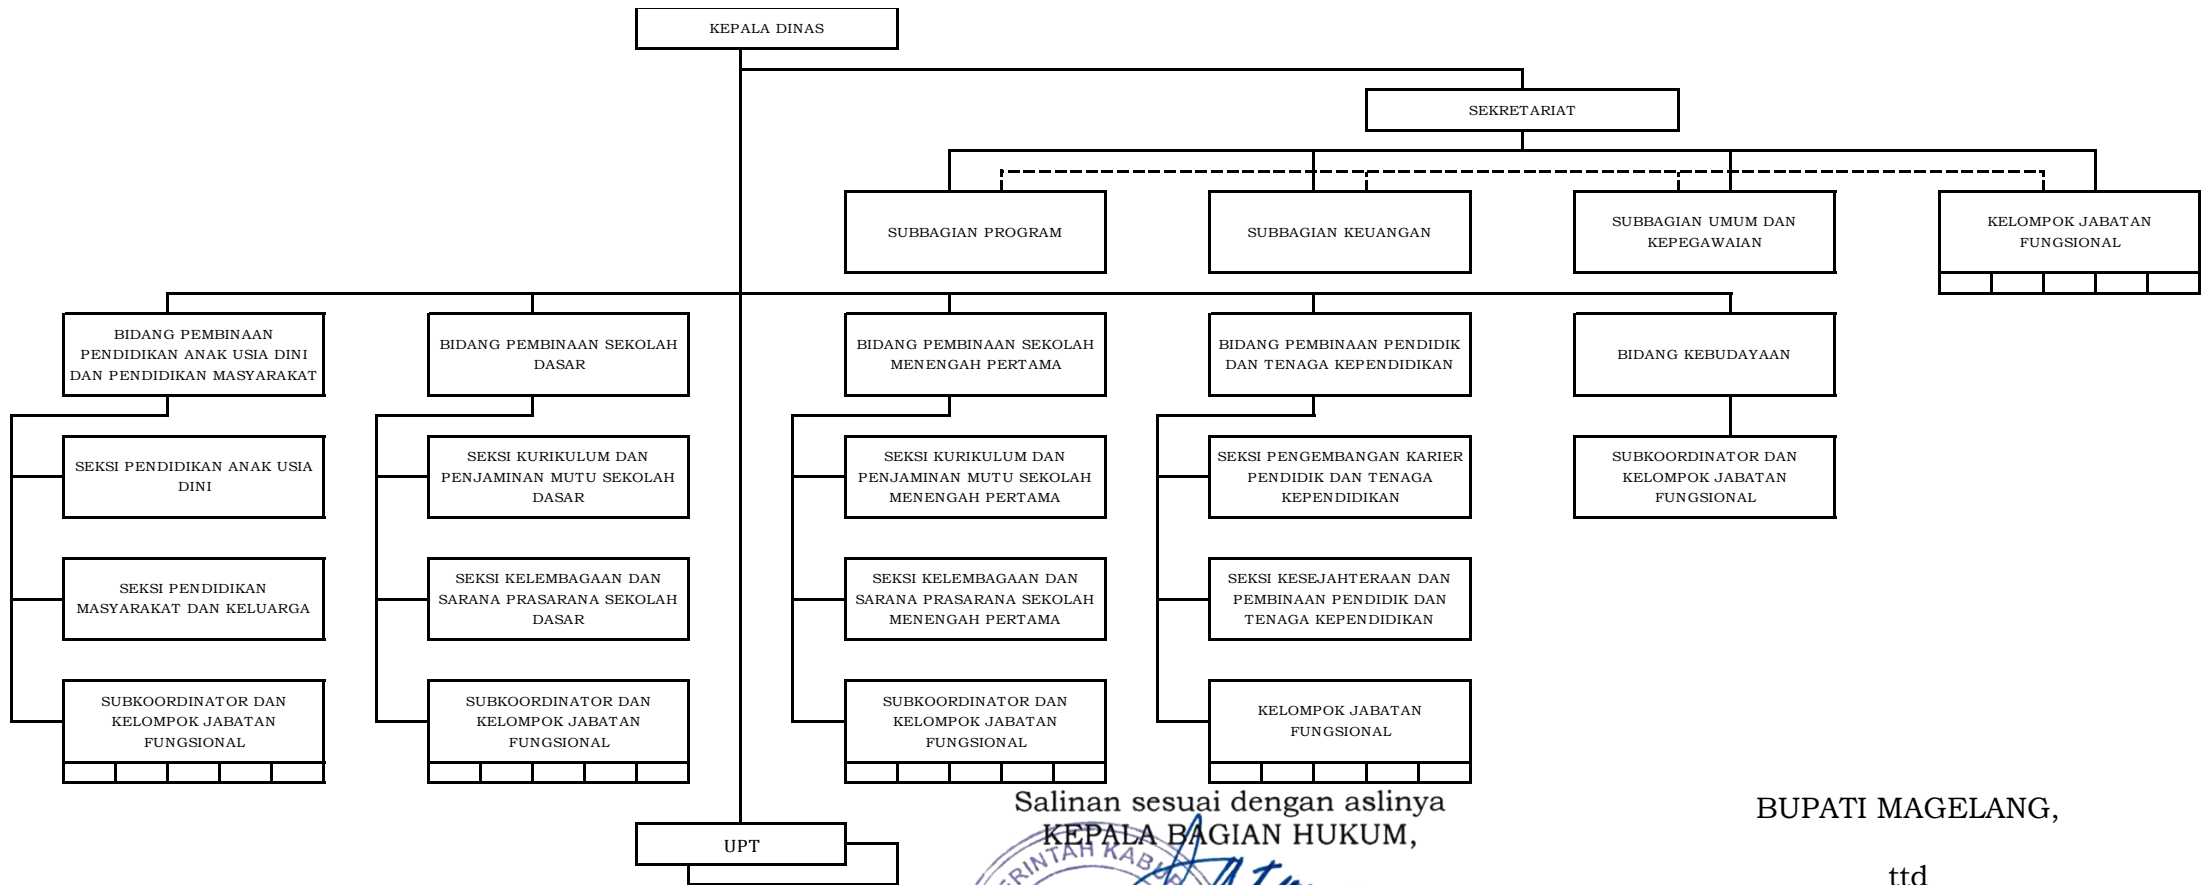 KEPALA DINAS
SEKRETARIAT
SUBBAGIAN PROGRAM
SUBBAGIAN KEUANGAN
SUBBAGIAN UMUM DAN
KEPEGAWAIAN
KELOMPOK JABATAN
FUNGSIONAL
BIDANG PEMBINAAN
PENDIDIKAN ANAK USIA DINI
DAN PENDIDIKAN MASYARAKAT
BIDANG PEMBINAAN SEKOLAH
DASAR
BIDANG PEMBINAAN SEKOLAH
MENENGAH PERTAMA
BIDANG PEMBINAAN PENDIDIK
DAN TENAGA KEPENDIDIKAN
BIDANG KEBUDAYAAN
SEKSI PENDIDIKAN ANAK USIA
DINI
SEKSI KURIKULUM DAN
PENJAMINAN MUTU SEKOLAH
DASAR
SEKSI KURIKULUM DAN
PENJAMINAN MUTU SEKOLAH
MENENGAH PERTAMA
SEKSI PENGEMBANGAN KARIER
PENDIDIK DAN TENAGA
KEPENDIDIKAN
SUBKOORDINATOR DAN
KELOMPOK JABATAN
FUNGSIONAL
SEKSI PENDIDIKAN
MASYARAKAT DAN KELUARGA
SEKSI KELEMBAGAAN DAN
SARANA PRASARANA SEKOLAH
DASAR
SEKSI KELEMBAGAAN DAN
SARANA PRASARANA SEKOLAH
MENENGAH PERTAMA
SEKSI KESEJAHTERAAN DAN
PEMBINAAN PENDIDIK DAN
TENAGA KEPENDIDIKAN
SUBKOORDINATOR DAN
KELOMPOK JABATAN
FUNGSIONAL
SUBKOORDINATOR DAN
KELOMPOK JABATAN
FUNGSIONAL
SUBKOORDINATOR DAN
KELOMPOK JABATAN
FUNGSIONAL
KELOMPOK JABATAN
FUNGSIONAL
UPT
Salinan sesuai dengan aslinya
KEPALA BAGIAN HUKUM,
BUPATI MAGELANG,
ttd